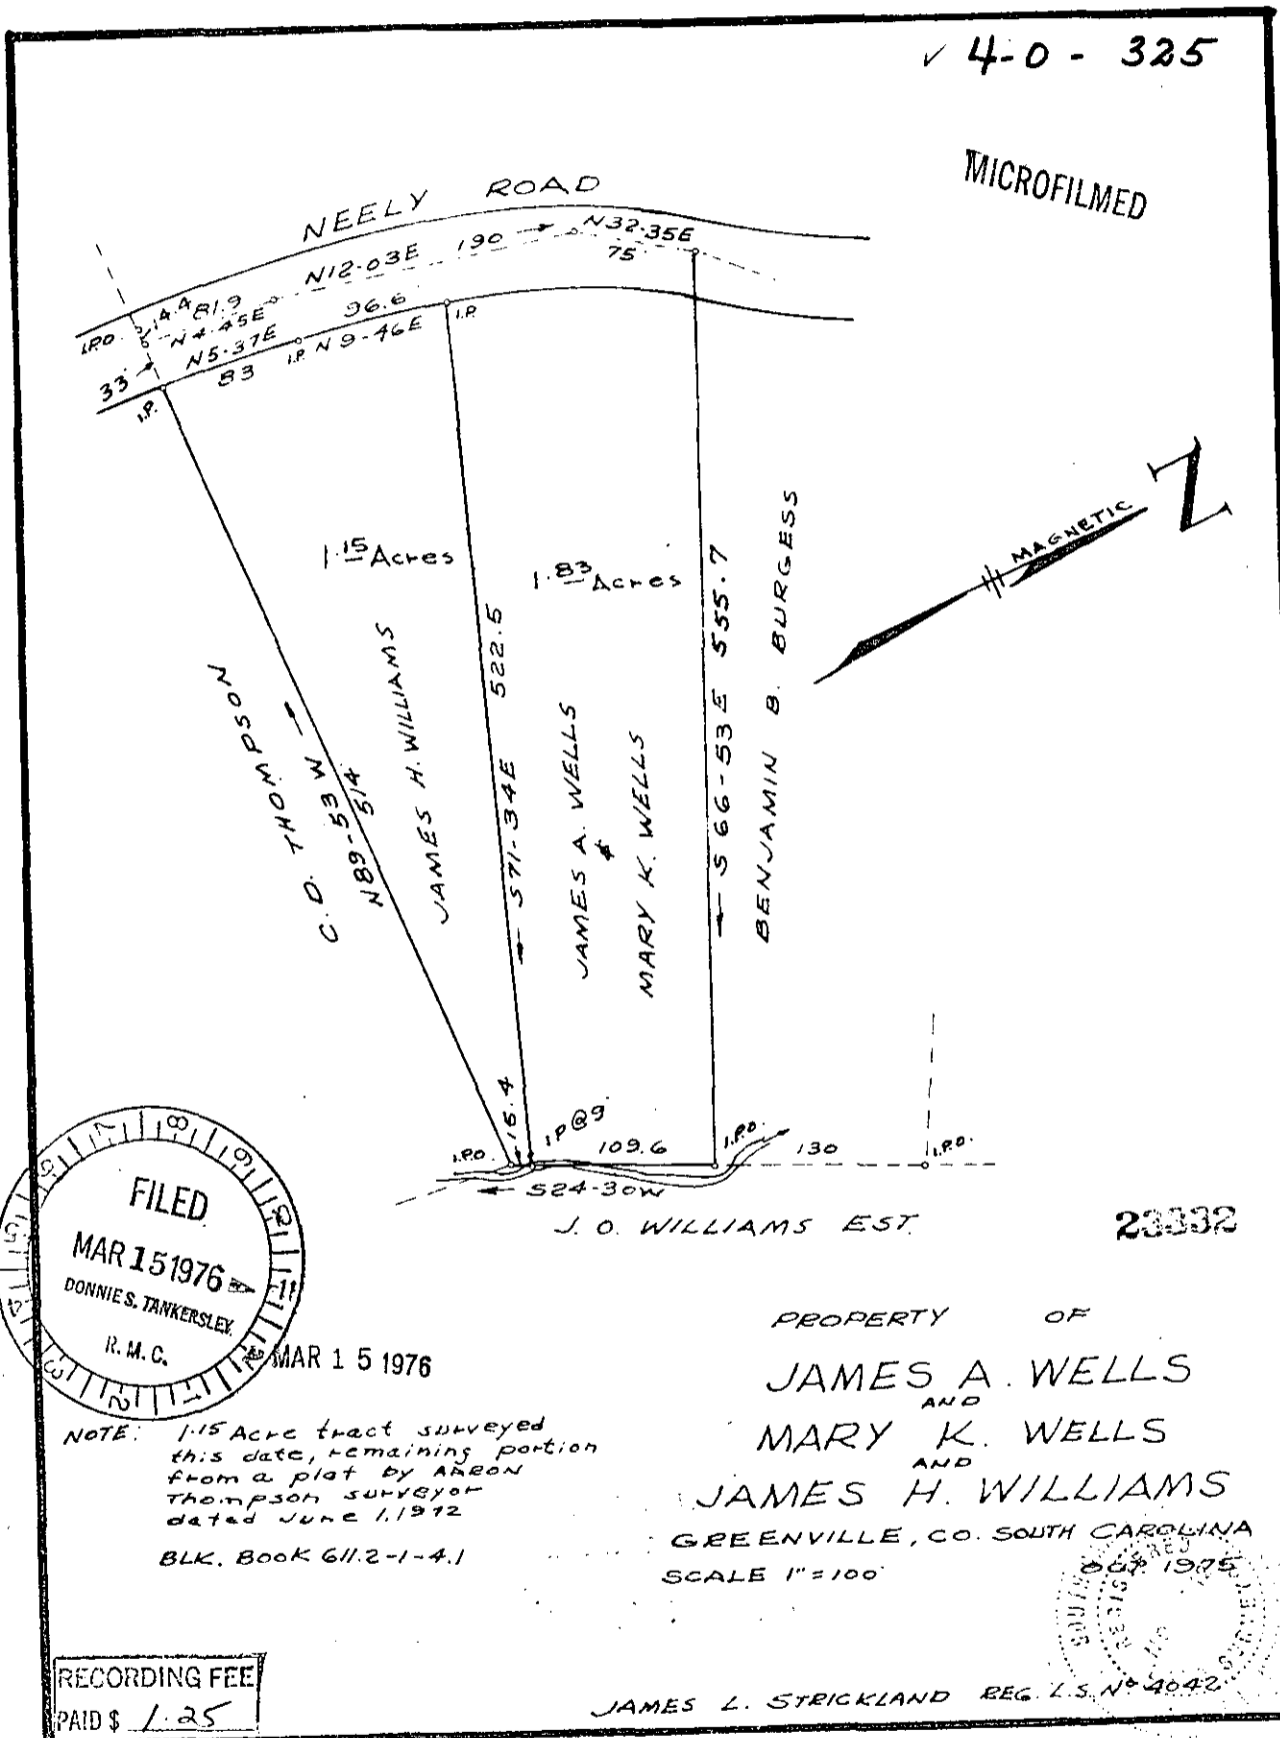 ✓ 4-0 - 325
MICROFILMED
NEELY ROAD
N32-35E
75
N12-03E 190
14.4
81.9
N4-45E
I.P.O.
N5-37E
83
33
I.P.
96.6
I.P. N9-46E
I.P.
MAGNETIC
N
1.15 Acres
1.83 Acres
C. D. THOMPSON
N89-53W
514
JAMES H. WILLIAMS
S71-34E 522.5
JAMES A. WELLS
&
MARY K. WELLS
S66-53E 555.7
BENJAMIN B. BURGESS
16.4
I.P@9
I.P.O.
109.6
I.P.O.
130
I.P.O.
S24-30W
J. O. WILLIAMS EST.
23332
FILED
MAR 15 1976
DONNIE S. TANKERSLEY
R. M. C.
MAR 15 1976
PROPERTY OF
JAMES A. WELLS
AND
MARY K. WELLS
AND
JAMES H. WILLIAMS
GREENVILLE, CO. SOUTH CAROLINA
SCALE 1"=100'
OCT. 1975
NOTE: 1.15 Acre tract surveyed
this date, remaining portion
from a plat by AARON
Thompson surveyor
dated June 1, 1972
BLK. BOOK 611.2-1-4.1
RECORDING FEE
PAID $ 1.25
JAMES L. STRICKLAND REG. L.S. Nº 4042